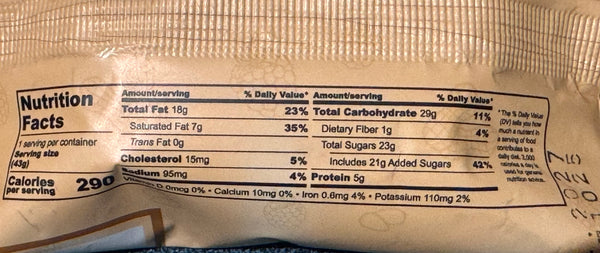 Nutrition
Facts
1 serving per container
Serving size
(43g)
Calories
per serving
290
Amount/serving % Daily Value*
Total Fat 18g 23%
Saturated Fat 7g 35%
Trans Fat 0g
Cholesterol 15mg 5%
Sodium 95mg 4%
Amount/serving % Daily Value*
Total Carbohydrate 29g 11%
Dietary Fiber 1g 4%
Total Sugars 23g
Includes 21g Added Sugars 42%
Protein 5g
Vitamin D 0mcg 0% • Calcium 10mg 0% • Iron 0.6mg 4% • Potassium 110mg 2%
*The % Daily Value
(DV) tells you how
much a nutrient in
a serving of food
contributes to a
daily diet. 2,000
calories a day is
used for general
nutrition advice.
2027